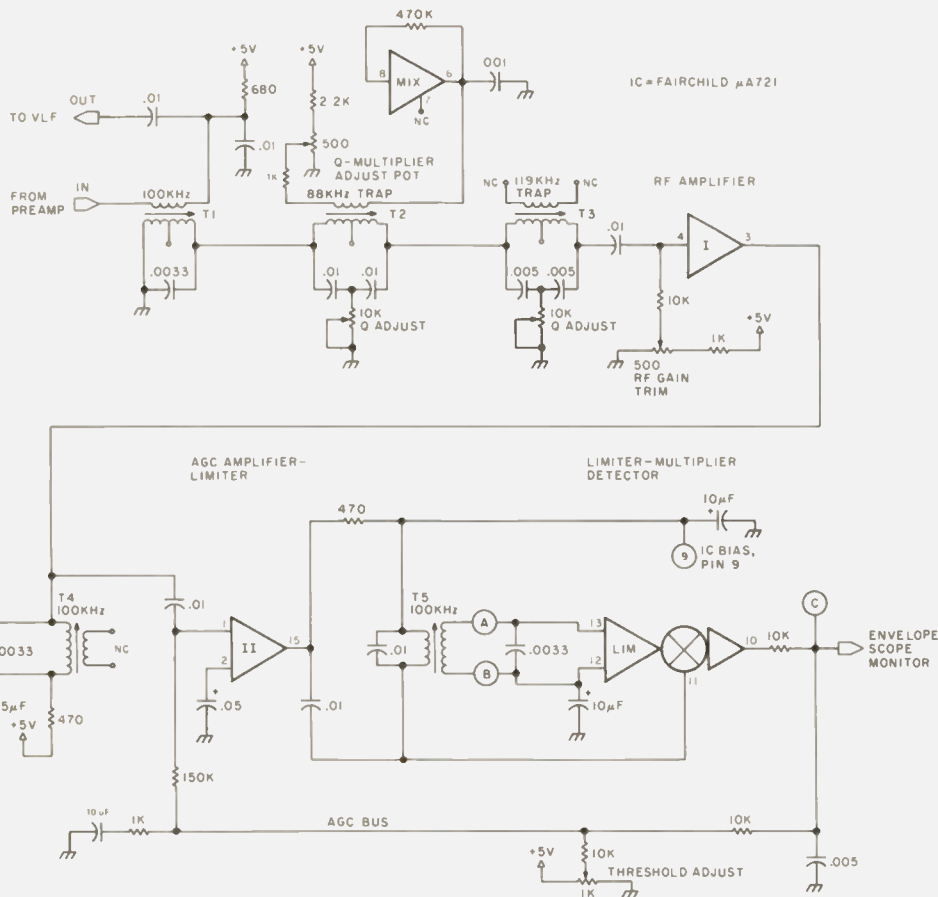 470K
+5V
+5V
.001
8
MIX
6
7
NC
IC = FAIRCHILD µA721
680
2.2K
.01
OUT
TO VLF
.01
500
1K
Q-MULTIPLIER
ADJUST POT
IN
FROM
PREAMP
100KHz
88KHz TRAP
NC
119KHz
TRAP
NC
RF AMPLIFIER
T1
T2
T3
.01
4
I
3
.0033
.01
.01
.005
.005
10K
Q ADJUST
10K
Q ADJUST
10K
+5V
1K
500
RF GAIN
TRIM
AGC AMPLIFIER-
LIMITER
LIMITER-MULTIPLIER
DETECTOR
470
10µF
+
9
IC BIAS,
PIN 9
T4
100KHz
.01
T5
100KHz
C
0033
NC
1
II
15
2
.01
A
B
.0033
13
LIM
12
10
11
10K
ENVELOPE
SCOPE
MONITOR
5µF
+5V
470
+
.05
.01
+
10µF
150K
10µF
1K
AGC BUS
10K
+5V
10K
THRESHOLD ADJUST
1K
.005